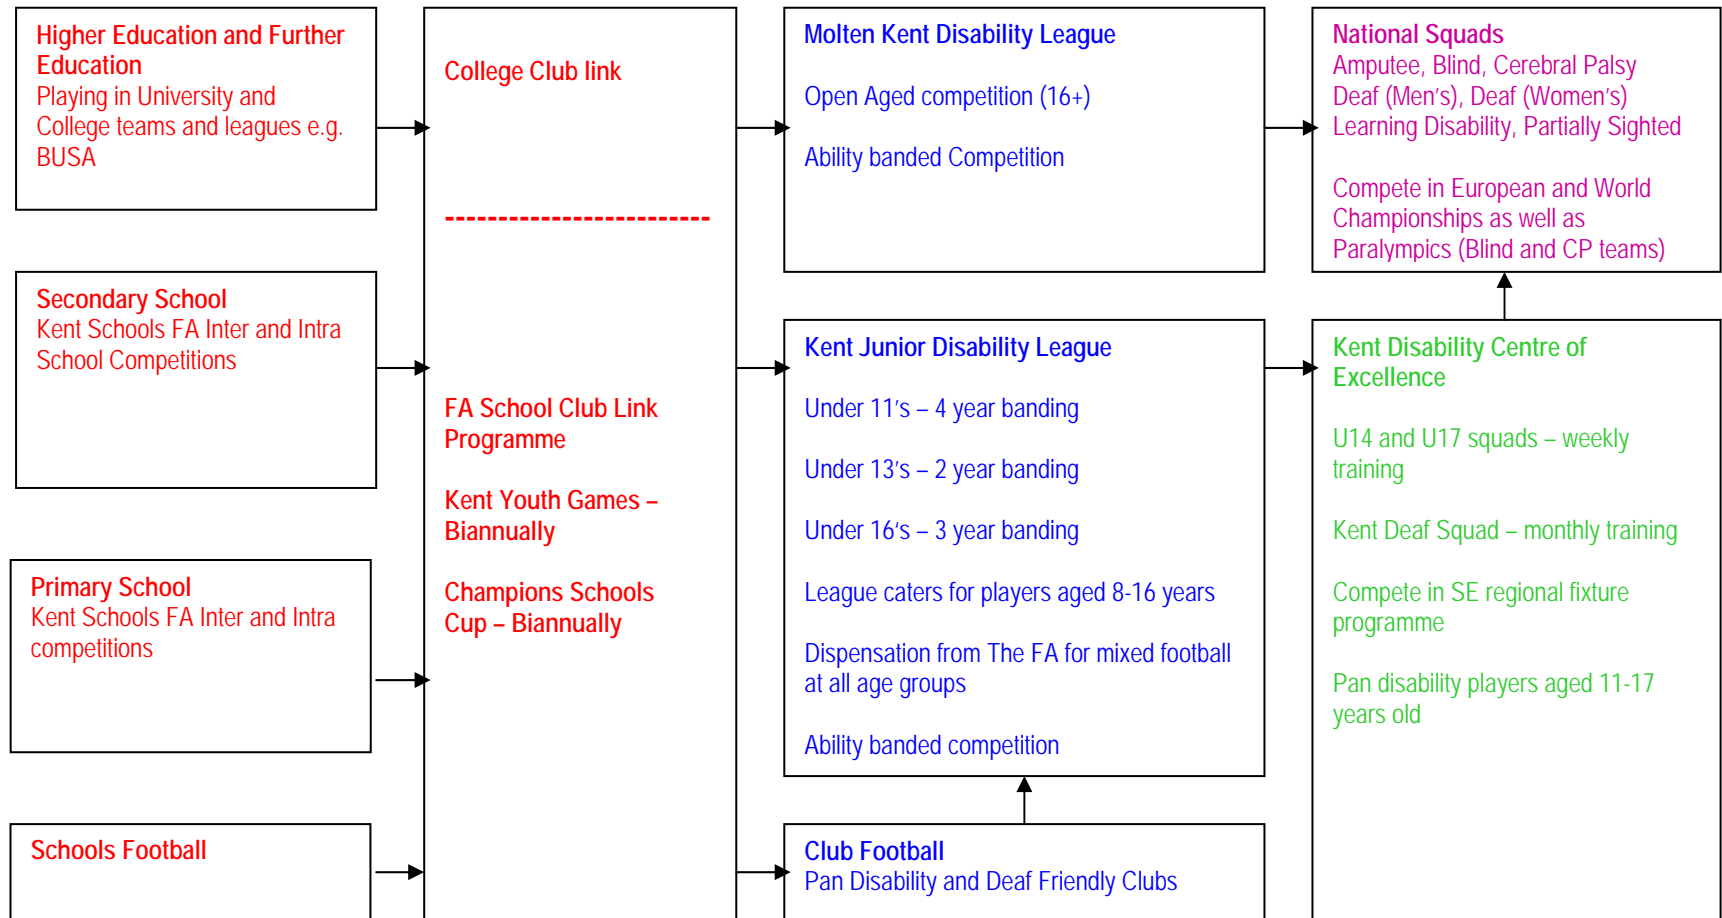 Higher Education and Further
Education
Playing in University and
College teams and leagues e.g.
BUSA
Secondary School
Kent Schools FA Inter and Intra
School Competitions
Primary School
Kent Schools FA Inter and Intra
competitions
Schools Football
College Club link
FA School Club Link
Programme
Kent Youth Games –
Biannually
Champions Schools
Cup – Biannually
Molten Kent Disability League
Open Aged competition (16+)
Ability banded Competition
Kent Junior Disability League
Under 11's – 4 year banding
Under 13's – 2 year banding
Under 16's – 3 year banding
League caters for players aged 8-16 years
Dispensation from The FA for mixed football
at all age groups
Ability banded competition
Club Football
Pan Disability and Deaf Friendly Clubs
National Squads
Amputee, Blind, Cerebral Palsy
Deaf (Men's), Deaf (Women's)
Learning Disability, Partially Sighted
Compete in European and World
Championships as well as
Paralympics (Blind and CP teams)
Kent Disability Centre of
Excellence
U14 and U17 squads – weekly
training
Kent Deaf Squad – monthly training
Compete in SE regional fixture
programme
Pan disability players aged 11-17
years old